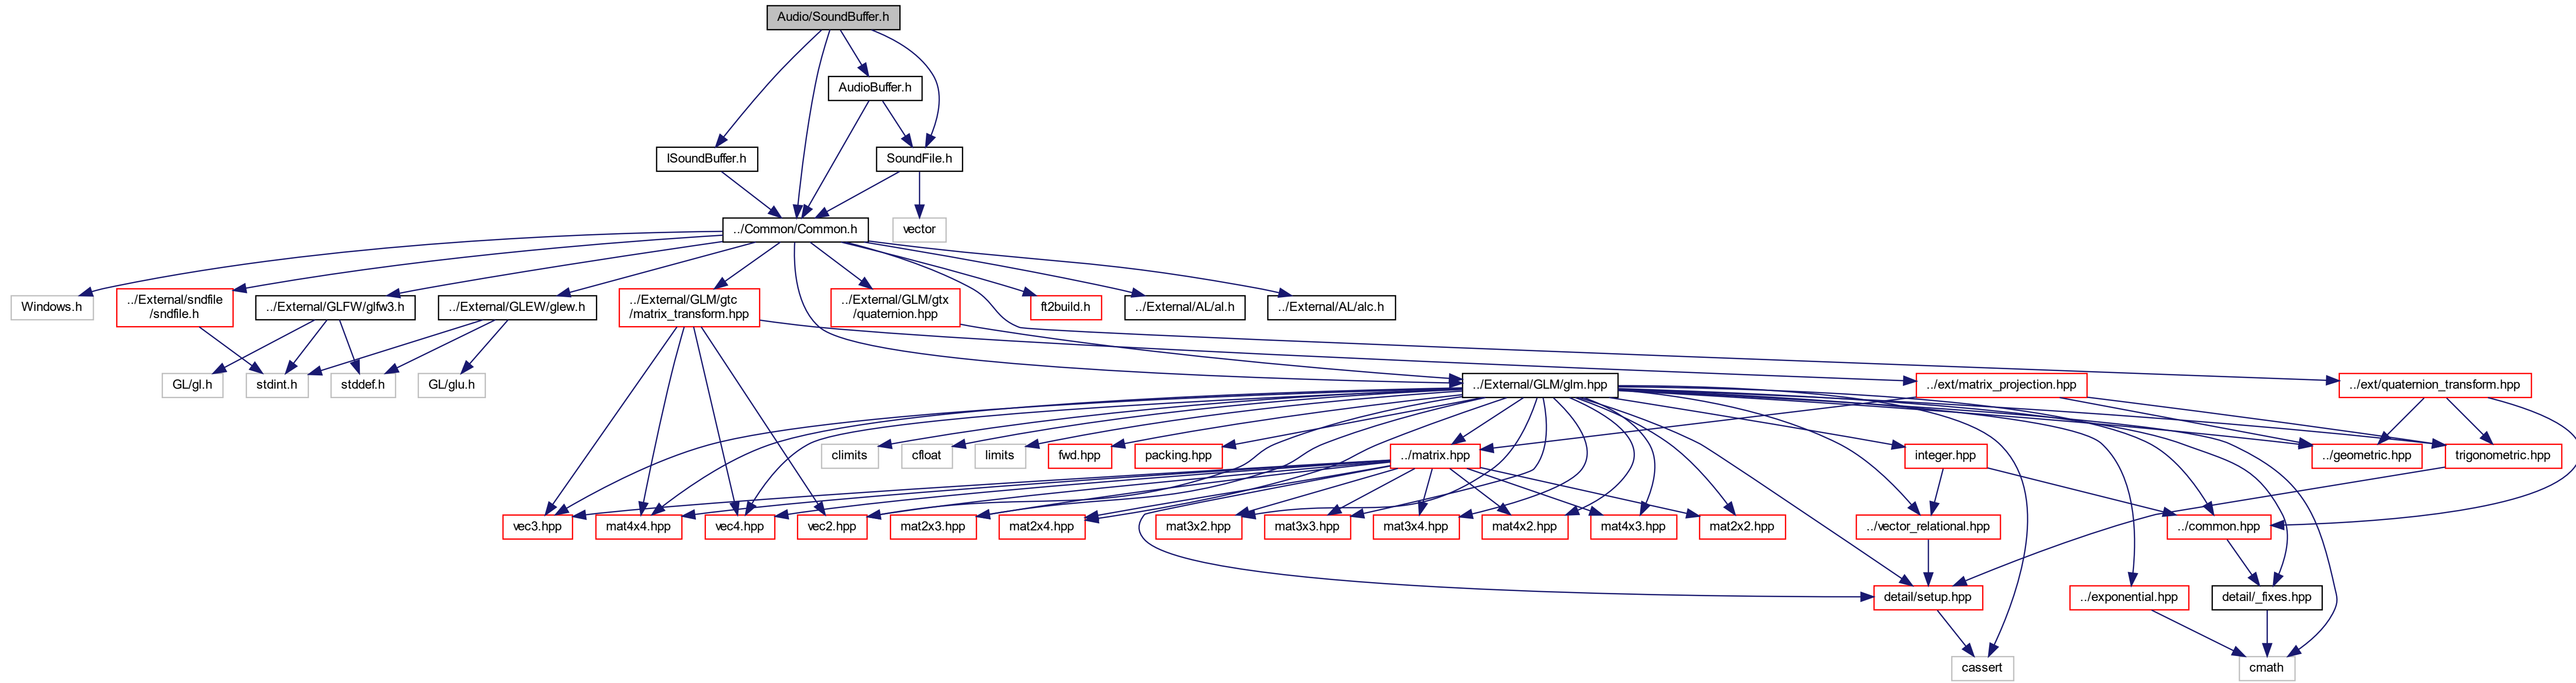 Audio/SoundBuffer.h
AudioBuffer.h
ISoundBuffer.h
SoundFile.h
../Common/Common.h
vector
Windows.h
../External/sndfile
/sndfile.h
../External/GLFW/glfw3.h
../External/GLEW/glew.h
../External/GLM/gtc
/matrix_transform.hpp
../External/GLM/gtx
/quaternion.hpp
ft2build.h
../External/AL/al.h
../External/AL/alc.h
GL/gl.h
stdint.h
stddef.h
GL/glu.h
../External/GLM/glm.hpp
../ext/matrix_projection.hpp
../ext/quaternion_transform.hpp
climits
cfloat
limits
fwd.hpp
packing.hpp
../matrix.hpp
integer.hpp
../geometric.hpp
trigonometric.hpp
vec3.hpp
mat4x4.hpp
vec4.hpp
vec2.hpp
mat2x3.hpp
mat2x4.hpp
mat3x2.hpp
mat3x3.hpp
mat3x4.hpp
mat4x2.hpp
mat4x3.hpp
mat2x2.hpp
../vector_relational.hpp
../common.hpp
detail/setup.hpp
../exponential.hpp
detail/_fixes.hpp
cassert
cmath